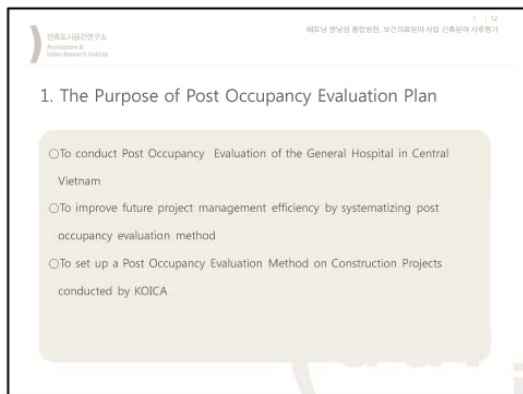 1 | 12
건축도시공간연구소
Architecture &
Urban Research Institute
베트남 꽝남성 종합병원, 보건의료분야 사업 건축분야 사후평가
1. The Purpose of Post Occupancy Evaluation Plan
○To conduct Post Occupancy Evaluation of the General Hospital in Central
Vietnam
○To improve future project management efficiency by systematizing post
occupancy evaluation method
○To set up a Post Occupancy Evaluation Method on Construction Projects
conducted by KOICA